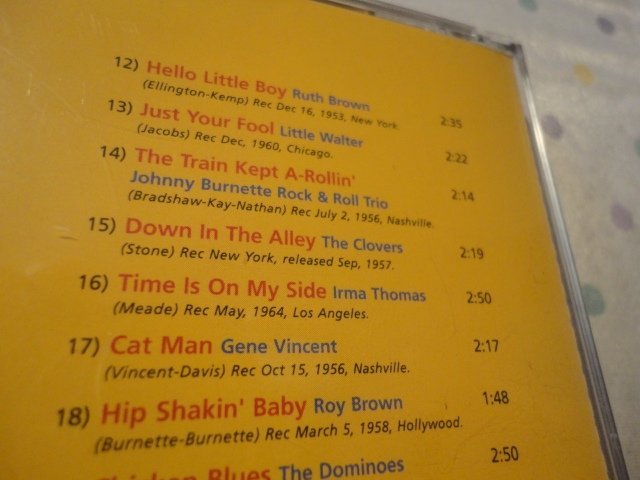 12) Hello Little Boy Ruth Brown
(Ellington-Kemp) Rec Dec 16, 1953, New York. 2:35
13) Just Your Fool Little Walter
(Jacobs) Rec Dec, 1960, Chicago. 2:22
14) The Train Kept A-Rollin'
Johnny Burnette Rock & Roll Trio 2:14
(Bradshaw-Kay-Nathan) Rec July 2, 1956, Nashville.
15) Down In The Alley The Clovers 2:19
(Stone) Rec New York, released Sep, 1957.
16) Time Is On My Side Irma Thomas 2:50
(Meade) Rec May, 1964, Los Angeles.
17) Cat Man Gene Vincent 2:17
(Vincent-Davis) Rec Oct 15, 1956, Nashville.
18) Hip Shakin' Baby Roy Brown 1:48
(Burnette-Burnette) Rec March 5, 1958, Hollywood.
Chicken Blues The Dominoes 2:50